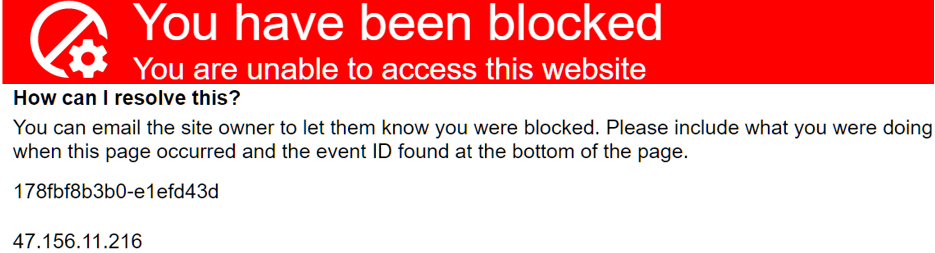 You have been blocked
You are unable to access this website
How can I resolve this?
You can email the site owner to let them know you were blocked. Please include what you were doing
when this page occurred and the event ID found at the bottom of the page.
178fbf8b3b0-e1efd43d
47.156.11.216